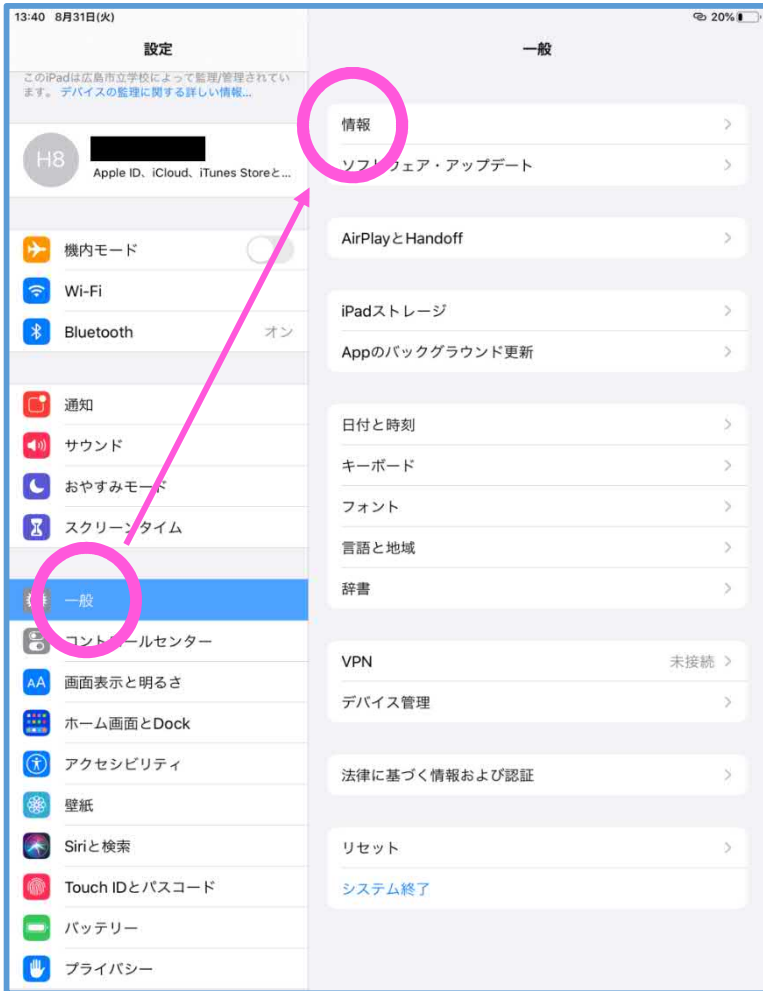 13:40 8月31日(火)
20%
設定
このiPadは広島市立学校によって監理/管理されてい
ます。デバイスの監理に関する詳しい情報...
H8
Apple ID、iCloud、iTunes Storeと...
機内モード
Wi-Fi
Bluetooth オン
通知
サウンド
おやすみモード
スクリーンタイム
一般
コントロールセンター
画面表示と明るさ
ホーム画面とDock
アクセシビリティ
壁紙
Siriと検索
Touch IDとパスコード
バッテリー
プライバシー
一般
情報
ソフトウェア・アップデート
AirPlayとHandoff
iPadストレージ
Appのバックグラウンド更新
日付と時刻
キーボード
フォント
言語と地域
辞書
VPN 未接続
デバイス管理
法律に基づく情報および認証
リセット
システム終了